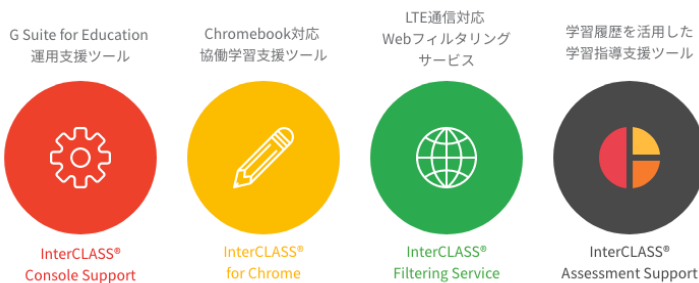 G Suite for Education
運用支援ツール
Chromebook対応
協働学習支援ツール
LTE通信対応
Webフィルタリング
サービス
学習履歴を活用した
学習指導支援ツール
InterCLASS®
Console Support
InterCLASS®
for Chrome
InterCLASS®
Filtering Service
InterCLASS®
Assessment Support